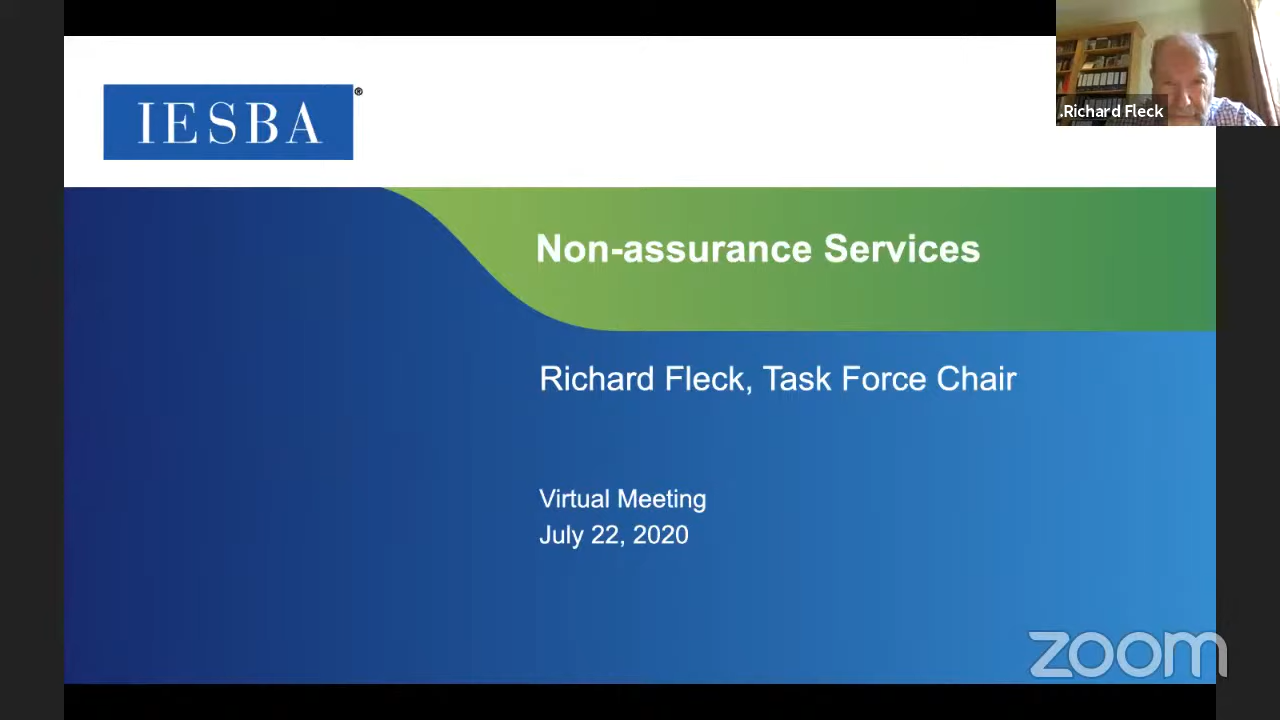 IESBA®
.Richard Fleck
Non-assurance Services
Richard Fleck, Task Force Chair
Virtual Meeting
July 22, 2020
zoom